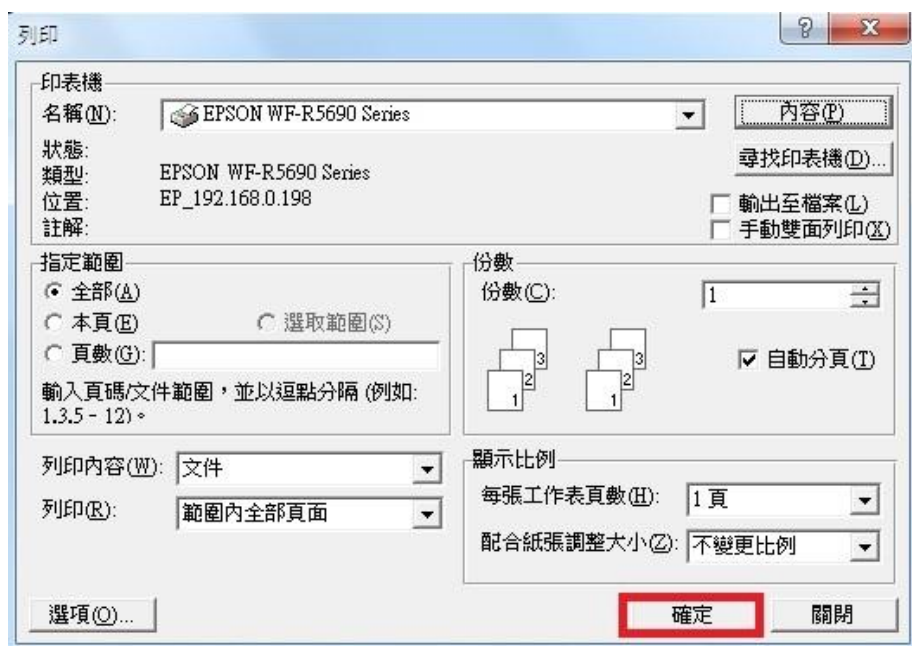 列印
印表機
名稱(N): EPSON WF-R5690 Series 內容(P)
狀態: 尋找印表機(D)...
類型: EPSON WF-R5690 Series
位置: EP_192.168.0.198 輸出至檔案(L)
註解: 手動雙面列印(X)
指定範圍
全部(A)
本頁(E) 選取範圍(S)
頁數(G):
輸入頁碼/文件範圍，並以逗點分隔 (例如:
1.3.5 - 12)。
份數
份數(C): 1
3 3
2 2
1 1
自動分頁(T)
列印內容(W): 文件
列印(R): 範圍內全部頁面
顯示比例
每張工作表頁數(H): 1 頁
配合紙張調整大小(Z): 不變更比例
選項(O)... 確定 關閉